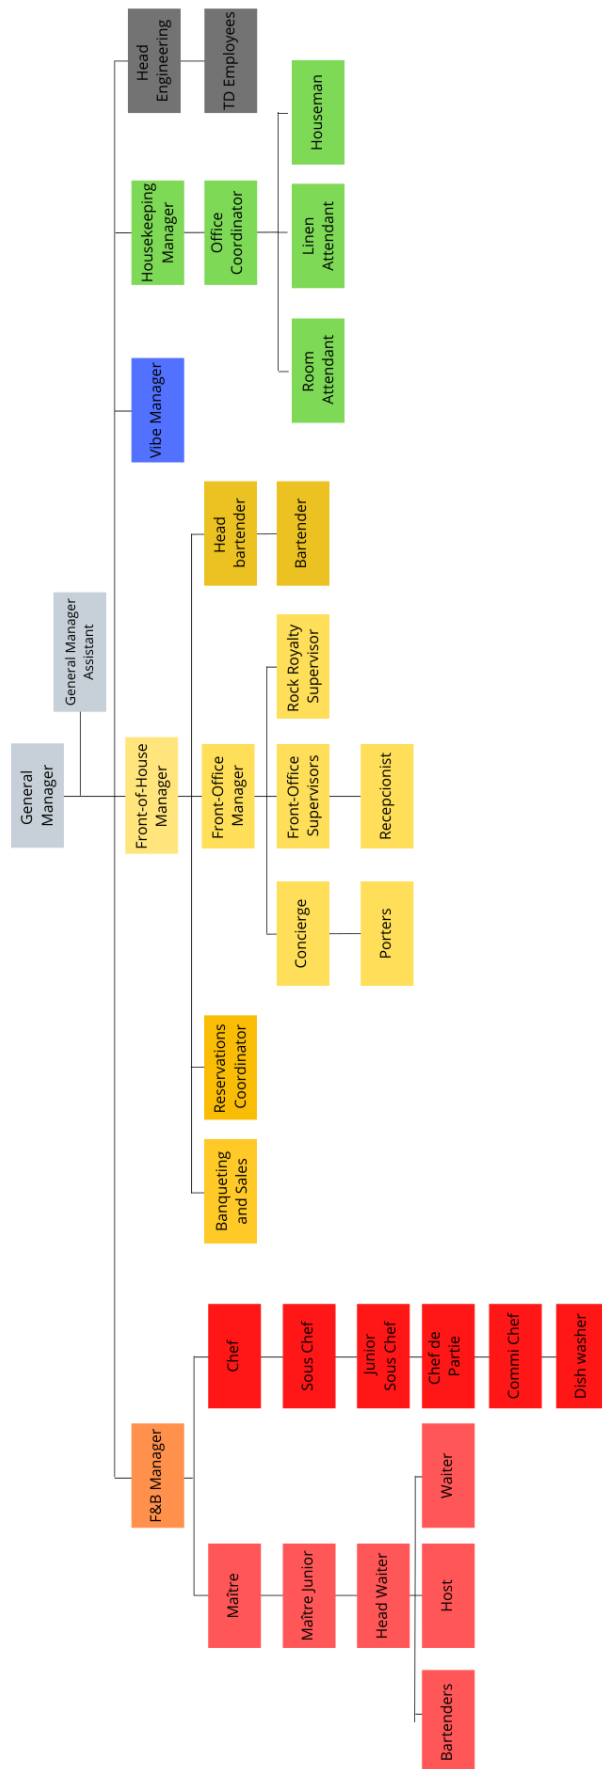 General
Manager
General Manager
Assistant
F&B Manager
Front-of-House
Manager
Vibe Manager
Housekeeping
Manager
Head
Engineering
Maître
Chef
Banqueting
and Sales
Reservations
Coordinator
Front-Office
Manager
Head
bartender
Office
Coordinator
TD Employees
Maître Junior
Sous Chef
Concierge
Front-Office
Supervisors
Rock Royalty
Supervisor
Bartender
Room
Attendant
Linen
Attendant
Houseman
Head Waiter
Junior
Sous Chef
Porters
Recepcionist
Bartenders
Host
Waiter
Chef de
Partie
Commi Chef
Dish washer